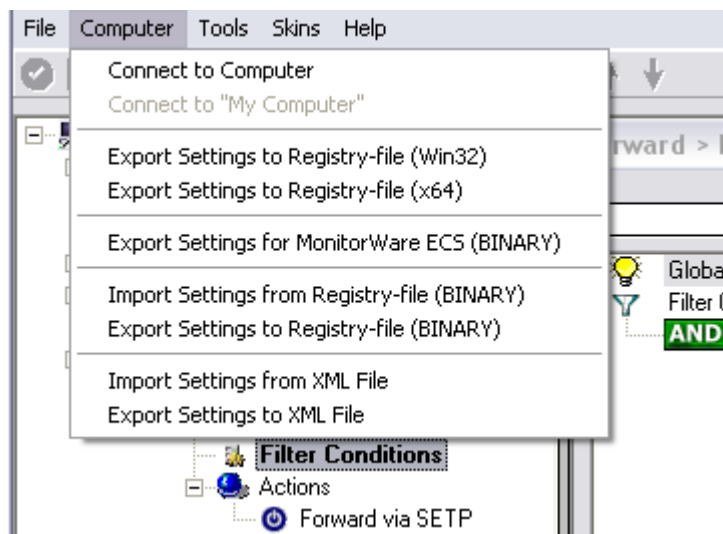 File Computer Tools Skins Help
Connect to Computer
Connect to "My Computer"
Export Settings to Registry-file (Win32)
Export Settings to Registry-file (x64)
Export Settings for MonitorWare ECS (BINARY)
Import Settings from Registry-file (BINARY)
Export Settings to Registry-file (BINARY)
Import Settings from XML File
Export Settings to XML File
Filter Conditions
Actions
Forward via SETP
rward >
Globa
Filter
AND